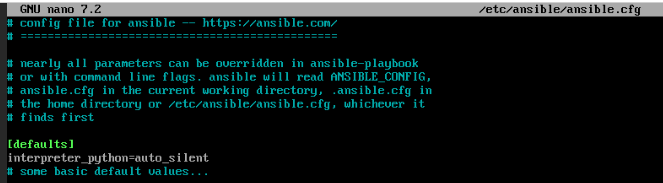 GNU nano 7.2 /etc/ansible/ansible.cfg
# config file for ansible -- https://ansible.com/
# ===============================================
# nearly all parameters can be overridden in ansible-playbook
# or with command line flags. ansible will read ANSIBLE_CONFIG,
# ansible.cfg in the current working directory, .ansible.cfg in
# the home directory or /etc/ansible/ansible.cfg, whichever it
# finds first
[defaults]
interpreter_python=auto_silent
# some basic default values...